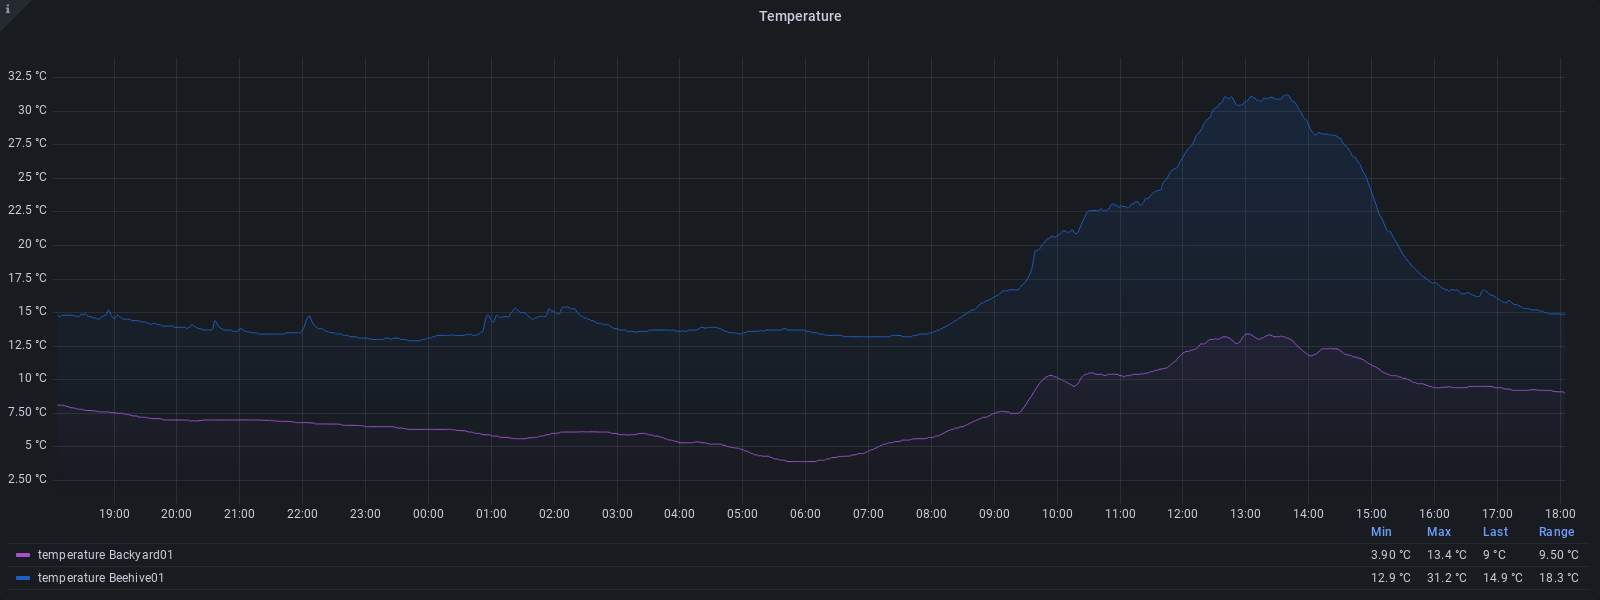 i
Temperature
32.5 °C
30 °C
27.5 °C
25 °C
22.5 °C
20 °C
17.5 °C
15 °C
12.5 °C
10 °C
7.50 °C
5 °C
2.50 °C
19:00 20:00 21:00 22:00 23:00 00:00 01:00 02:00 03:00 04:00 05:00 06:00 07:00 08:00 09:00 10:00 11:00 12:00 13:00 14:00 15:00 16:00 17:00 18:00
Min Max Last Range
temperature Backyard01 3.90 °C 13.4 °C 9 °C 9.50 °C
temperature Beehive01 12.9 °C 31.2 °C 14.9 °C 18.3 °C